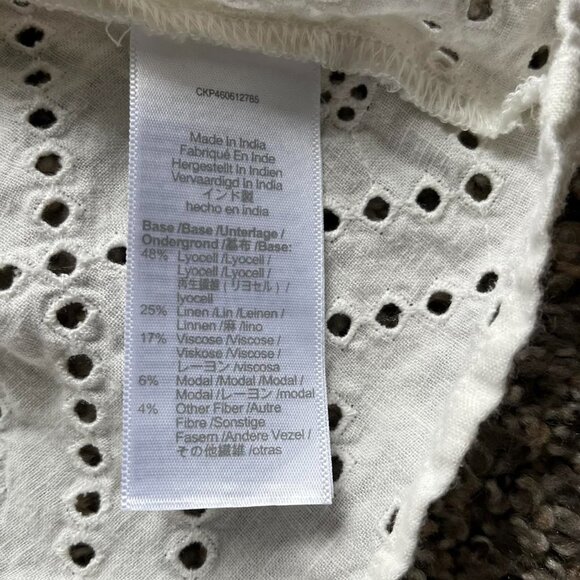 CKP460612765
Made In India
Fabriqué En Inde
Hergestellt In Indien
Vervaardigd In India
インド製
hecho en india
Base /Base /Unterlage/
Ondergrond /基布 /Base:
48% Lyocell /Lyocell /
Lyocell /Lyocell /
再生繊維 ( リヨセル ) /
lyocell
25% Linen /Lin /Leinen /
Linnen /麻 /lino
17% Viscose /Viscose /
Viskose /Viscose /
レーヨン /viscosa
6% Modal /Modal /Modal /
Modal /レーヨン /modal
4% Other Fiber /Autre
Fibre /Sonstige
Fasern /Andere Vezel /
その他繊維 /otras